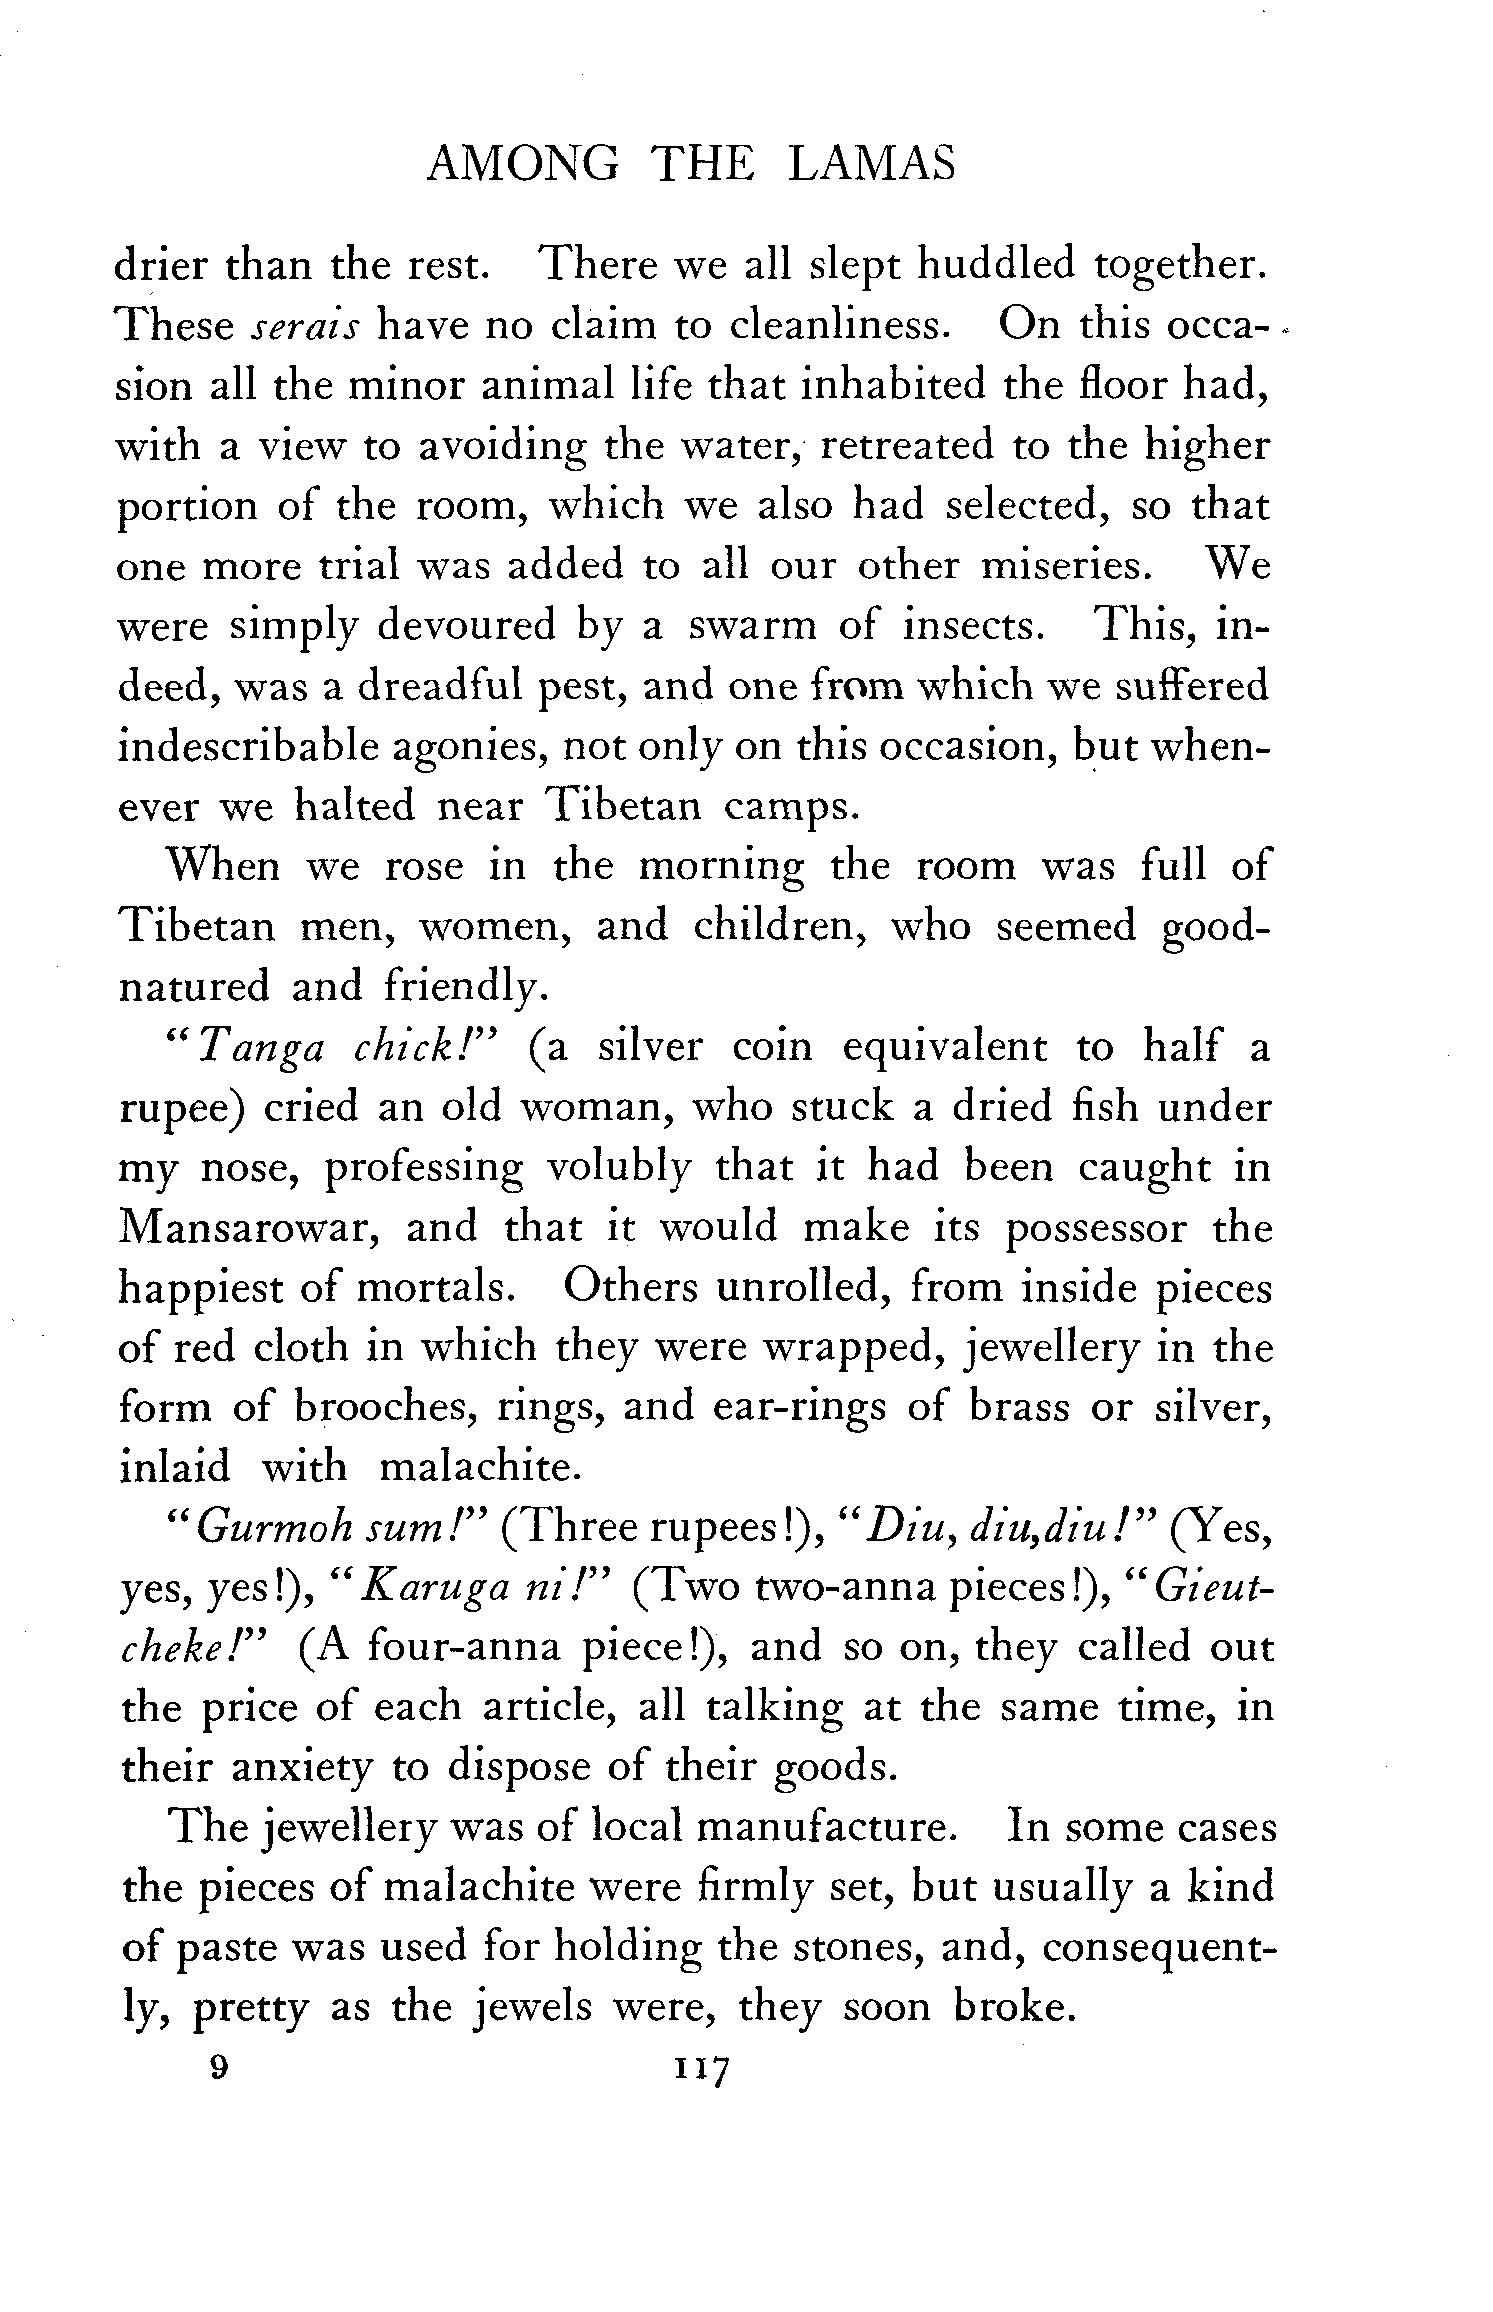 AMONG THE LAMAS
drier than the rest. There we all slept huddled together.
These serais have no claim to cleanliness. On this occa-
sion all the minor animal life that inhabited the floor had,
with a view to avoiding the water, retreated to the higher
portion of the room, which we also had selected, so that
one more trial was added to all our other miseries. We
were simply devoured by a swarm of insects. This, in-
deed, was a dreadful pest, and one from which we suffered
indescribable agonies, not only on this occasion, but when-
ever we halted near Tibetan camps.
When we rose in the morning the room was full of
Tibetan men, women, and children, who seemed good-
natured and friendly.
"Tanga chick!" (a silver coin equivalent to half a
rupee) cried an old woman, who stuck a dried fish under
my nose, professing volubly that it had been caught in
Mansarowar, and that it would make its possessor the
happiest of mortals. Others unrolled, from inside pieces
of red cloth in which they were wrapped, jewellery in the
form of brooches, rings, and ear-rings of brass or silver,
inlaid with malachite.
"Gurmoh sum!" (Three rupees!), "Diu, diu,diu!" (Yes,
yes, yes!), "Karuga ni!" (Two two-anna pieces!), "Gieut-
cheke!" (A four-anna piece!), and so on, they called out
the price of each article, all talking at the same time, in
their anxiety to dispose of their goods.
The jewellery was of local manufacture. In some cases
the pieces of malachite were firmly set, but usually a kind
of paste was used for holding the stones, and, consequent-
ly, pretty as the jewels were, they soon broke.
9 117